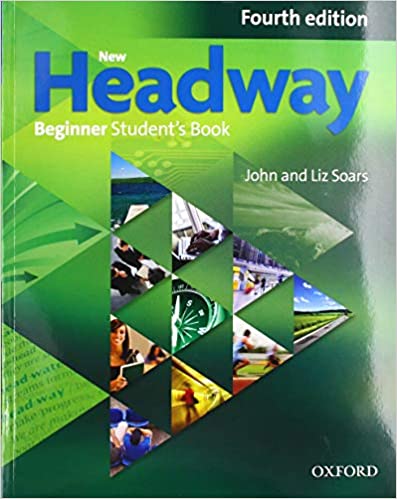 Fourth edition
New
Headway
Beginner Student's Book
John and Liz Soars
OXFORD